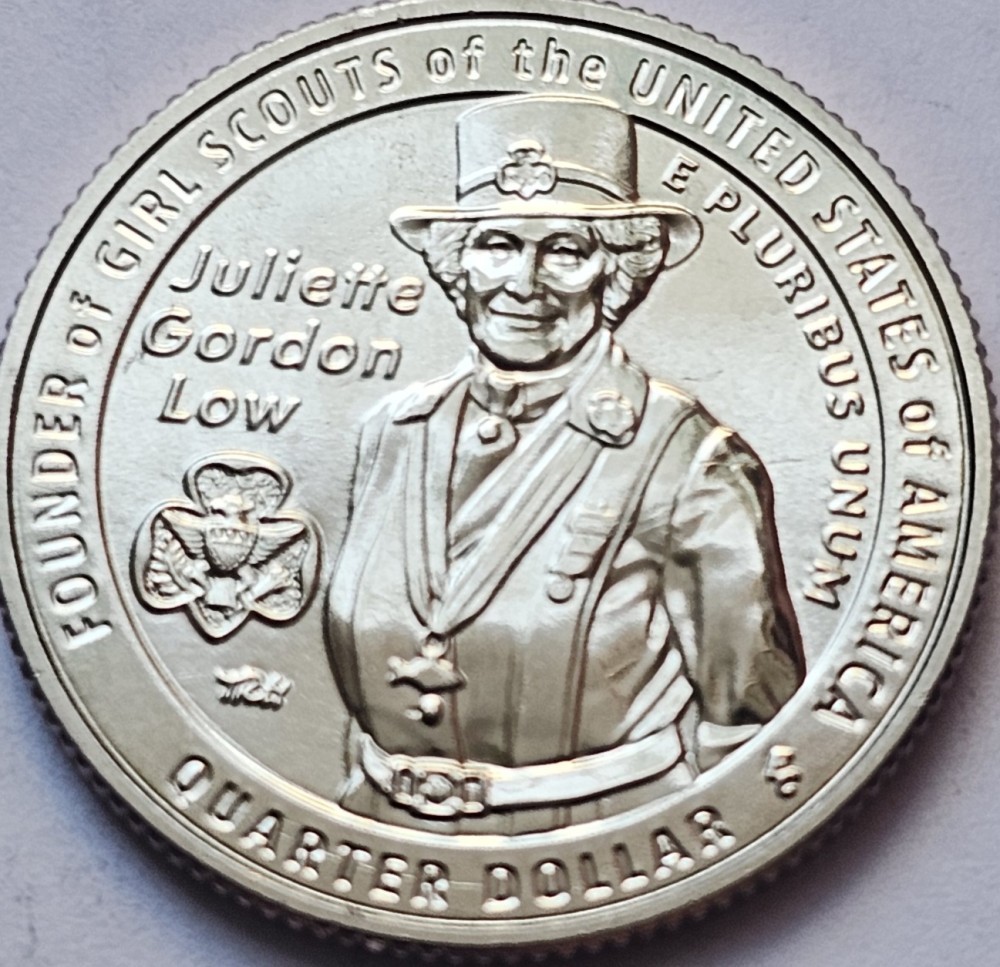 FOUNDER of GIRL SCOUTS of the UNITED STATES of AMERICA
E PLURIBUS UNUM
Juliette
Gordon
Low
QUARTER DOLLAR